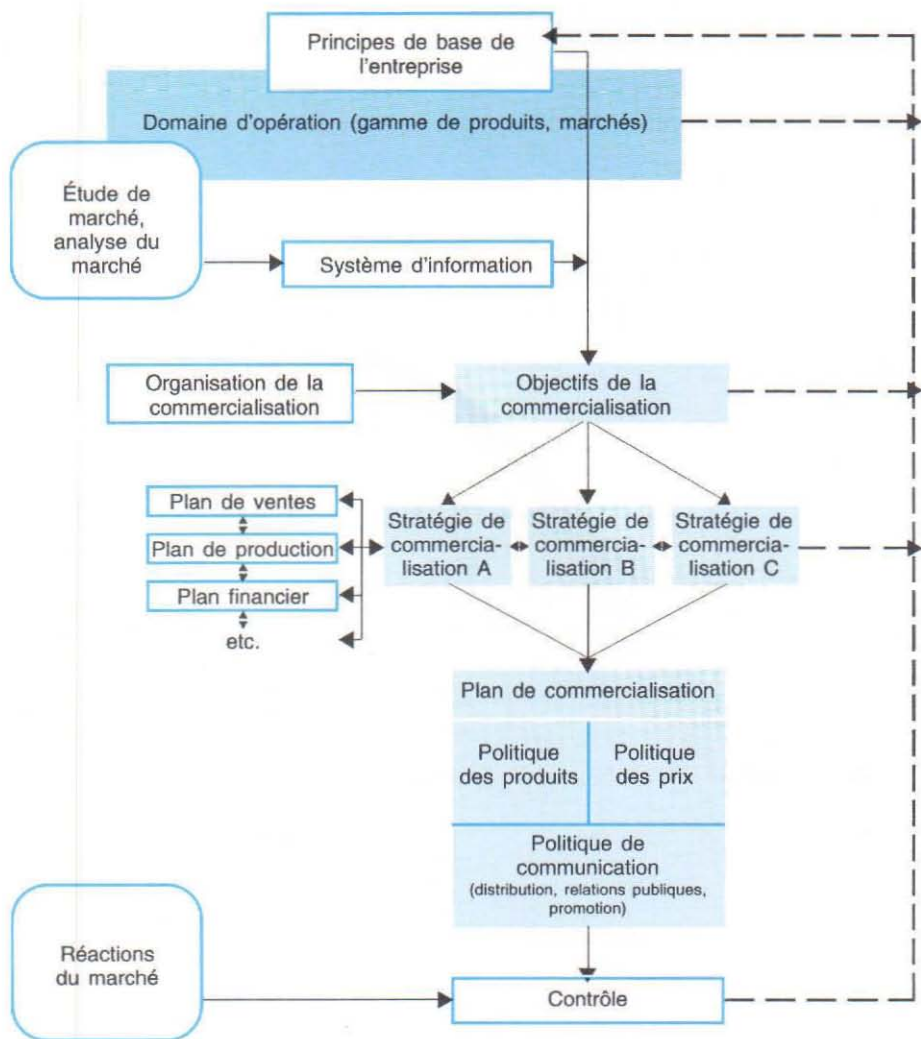 Principes de base de
l'entreprise
Domaine d'opération (gamme de produits, marchés)
Étude de
marché,
analyse du
marché
Système d'information
Organisation de la
commercialisation
Objectifs de la
commercialisation
Plan de ventes
Plan de production
Plan financier
etc.
Stratégie de
commercia-
lisation A
Stratégie de
commercia-
lisation B
Stratégie de
commercia-
lisation C
Plan de commercialisation
Politique
des produits
Politique
des prix
Politique de
communication
(distribution, relations publiques,
promotion)
Réactions
du marché
Contrôle